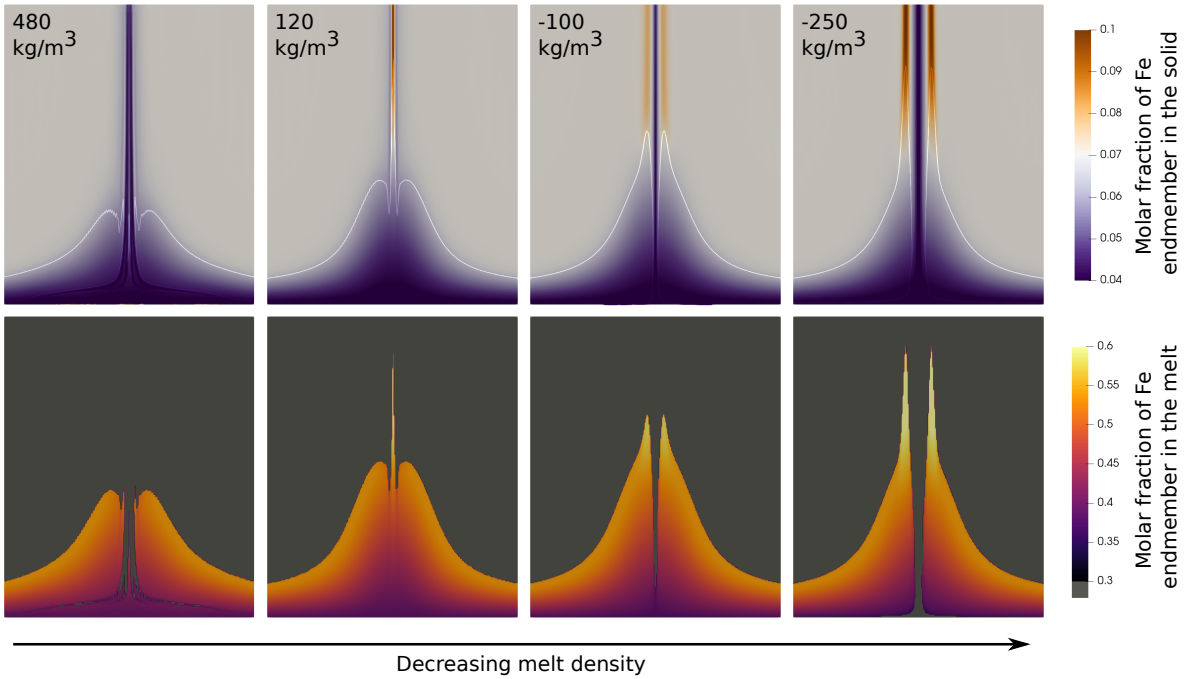 480
kg/m3
120
kg/m3
-100
kg/m3
-250
kg/m3
0.1
0.09
0.08
0.07
0.06
0.05
0.04
Molar fraction of Fe
endmember in the solid
0.6
0.55
0.5
0.45
0.4
0.35
0.3
Molar fraction of Fe
endmember in the melt
Decreasing melt density